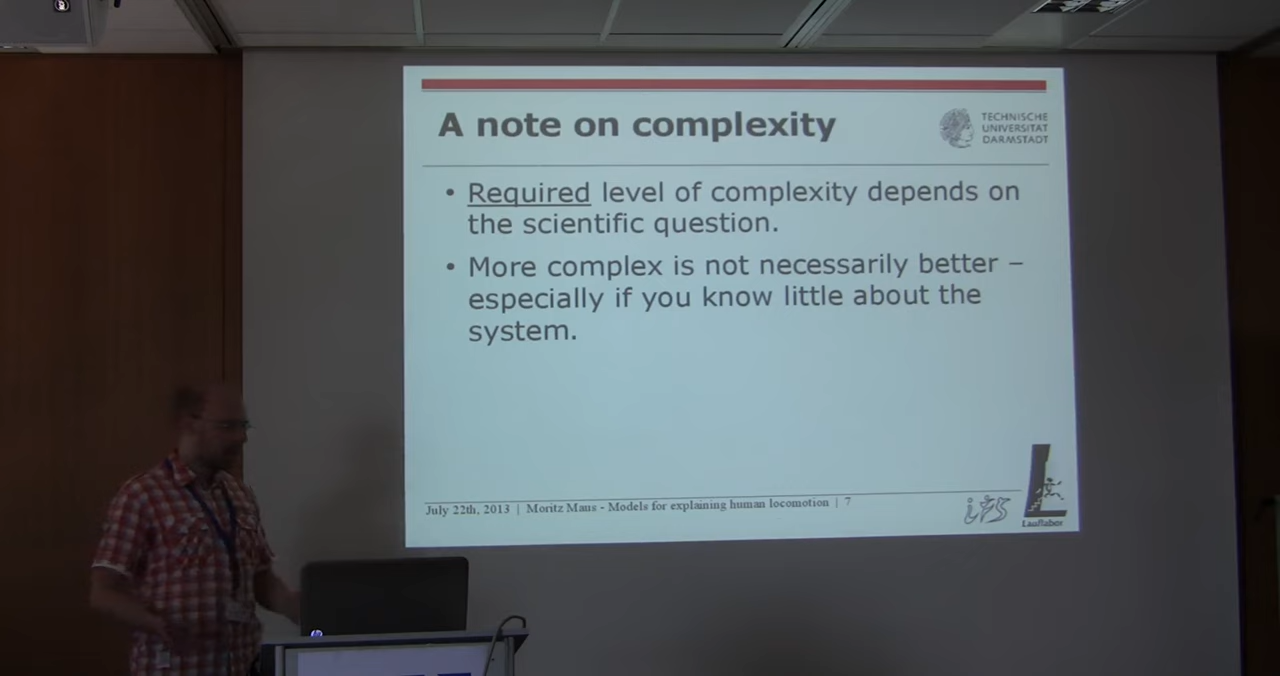 A note on complexity
TECHNISCHE
UNIVERSITÄT
DARMSTADT
• Required level of complexity depends on
the scientific question.
• More complex is not necessarily better –
especially if you know little about the
system.
July 22th, 2013 | Moritz Maus - Models for explaining human locomotion | 7
ifs
Lauflabor
hp